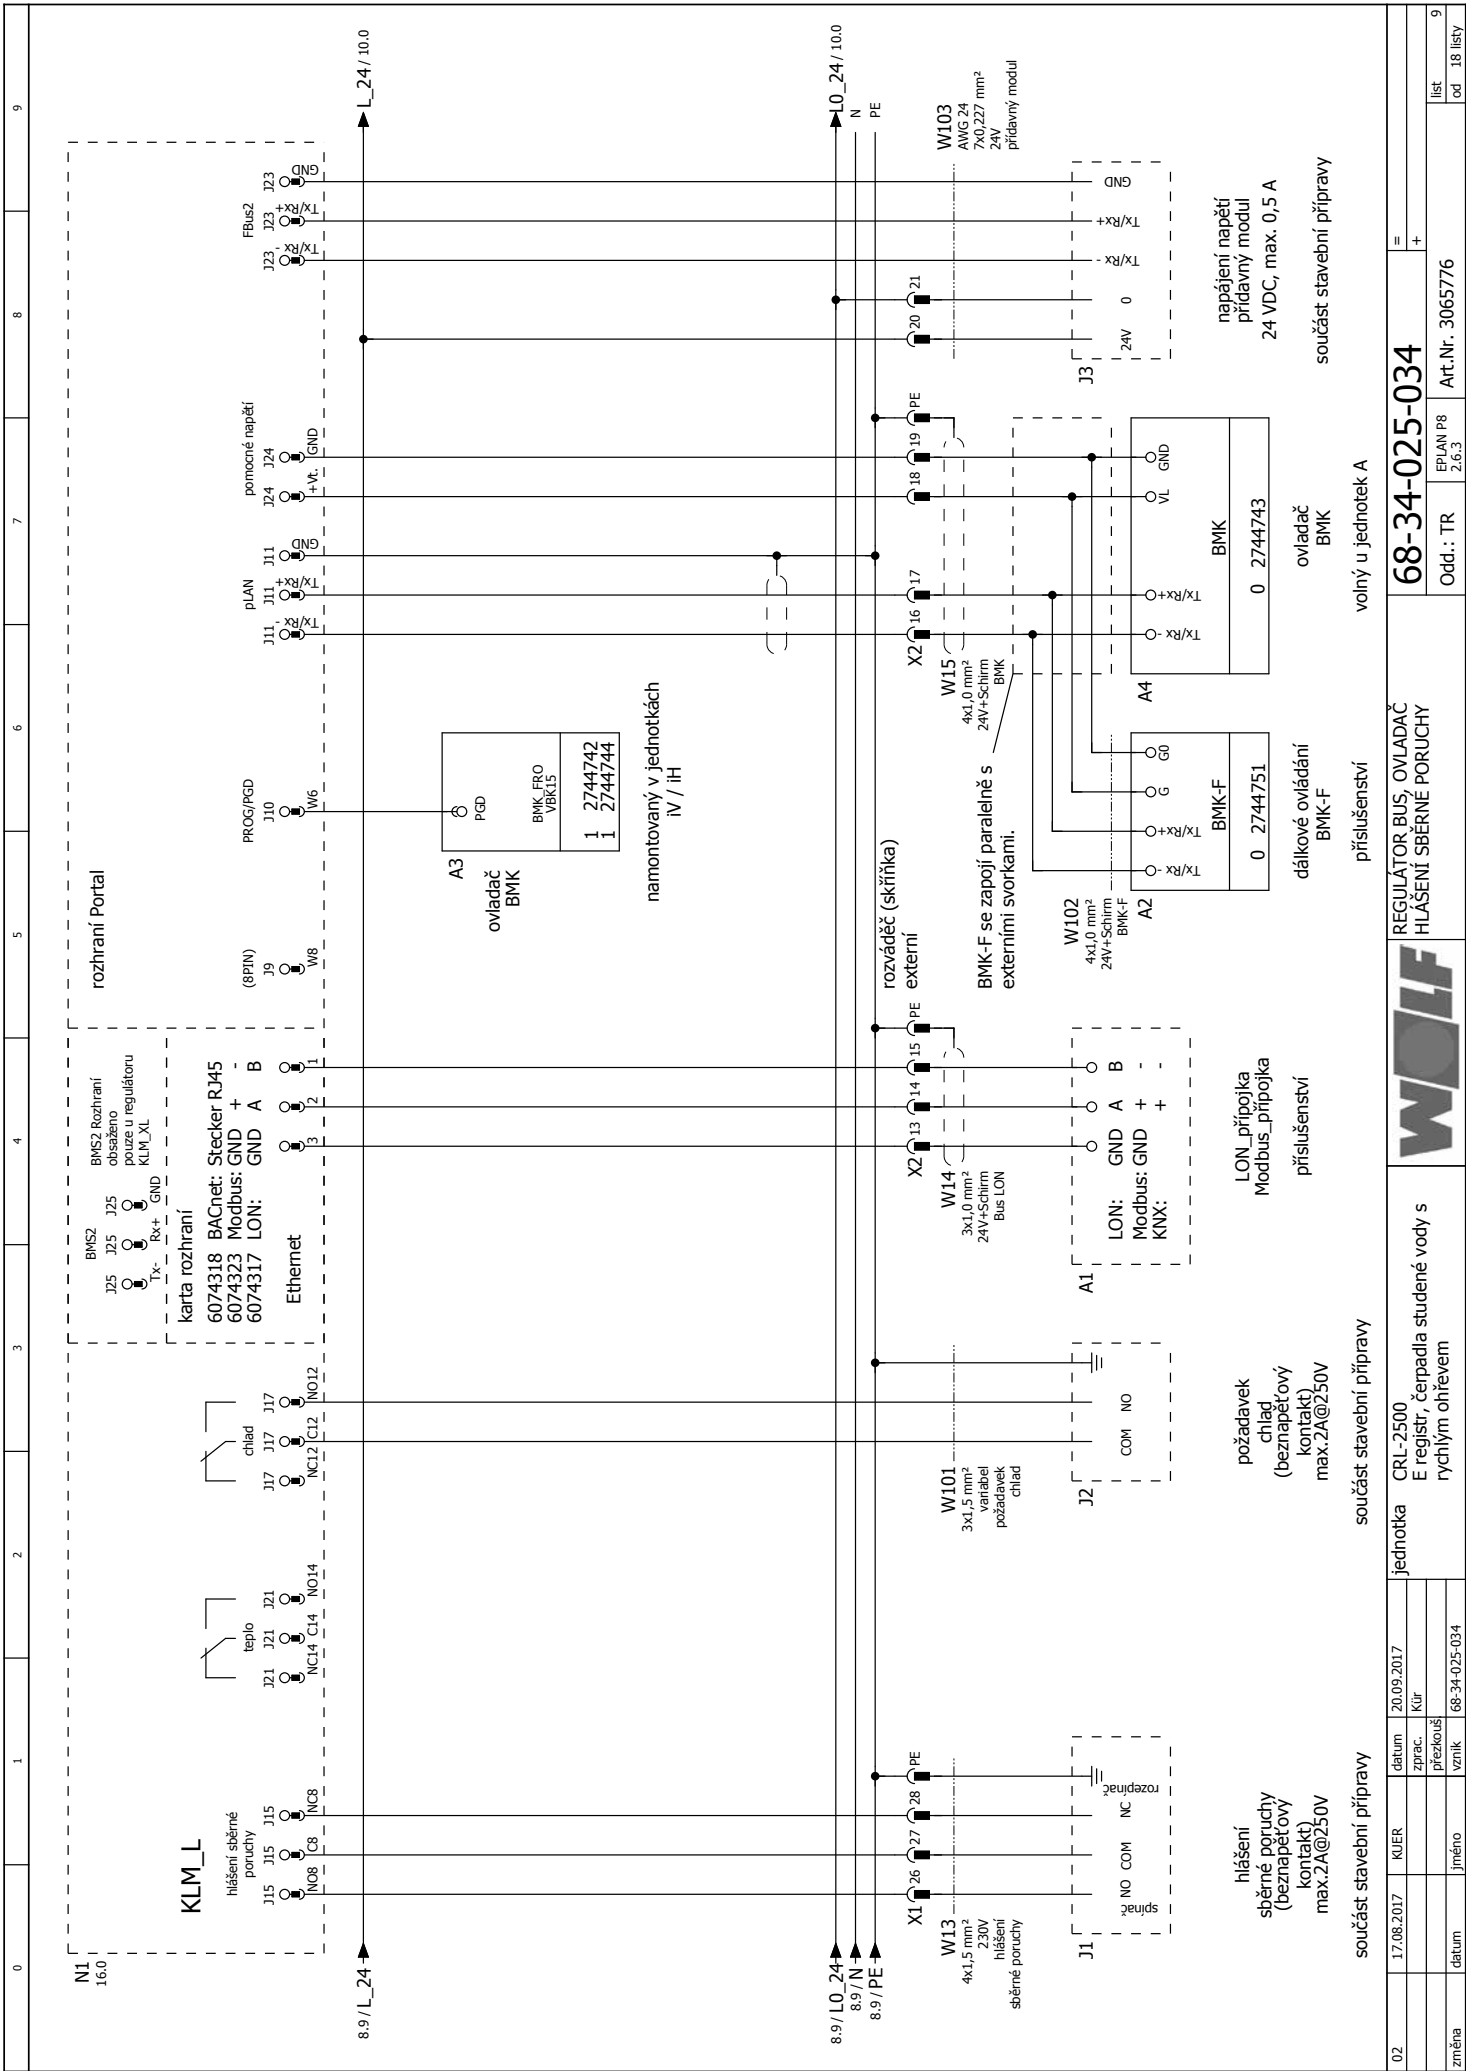 0 1 2 3 4 5 6 7 8 9
N1
16.0
KLM_L
hlášení sběrné
poruchy
J15 J15 J15
NO8 C8 NC8
teplo
J21 J21 J21
NC14 C14 NO14
chlad
J17 J17 J17
NC12 C12 NO12
BMS2
J25 J25 J25
Tx- Rx+ GND
BMS2 Rozhraní
obsaženo
pouze u regulátoru
KLM_XL
karta rozhraní
6074318 BACnet: Stecker RJ45
6074323 Modbus: GND + -
6074317 LON: GND A B
Ethernet
3 2 1
rozhraní Portal
(8PIN)
J9
W8
PROG/PGD
J10
W6
pLAN
J11 J11 J11
Tx/Rx - Tx/Rx+ GND
pomocné napětí
J24 J24
+Vt. GND
FBus2
J23 J23 J23
Tx/Rx - Tx/Rx+ GND
8.9 / L_24
L_24 / 10.0
A3
ovladač
BMK
PGD
BMK_FRO
VBK15
1 2744742
1 2744744
namontovaný v jednotkách
iV / iH
8.9 / L0_24
8.9 / N
8.9 / PE
L0_24 / 10.0
N
PE
rozváděč (skříňka)
externí
X1 26 27 28 PE
X2 13 14 15 PE
X2 16 17 18 19 PE
20 21
W13
4x1,5 mm²
230V
hlášení
sběrné poruchy
W101
3x1,5 mm²
variabel
požadavek
chlad
W14
3x1,0 mm²
24V+Schirm
Bus LON
W15
4x1,0 mm²
24V+Schirm
BMK
W103
AWG 24
7x0,227 mm²
24V
přídavný modul
BMK-F se zapojí paralelně s
externími svorkami.
W102
4x1,0 mm²
24V+Schirm
BMK-F
J1
NO COM NC
spínač rozepínač
J2
COM NO
A1
LON: GND A B
Modbus: GND + -
KNX: + -
A2
Tx/Rx - Tx/Rx+ G G0
BMK-F
0 2744751
A4
Tx/Rx - Tx/Rx+ VL GND
BMK
0 2744743
J3
24V 0 Tx/Rx - Tx/Rx+ GND
hlášení
sběrné poruchy
(beznapěťový
kontakt)
max.2A@250V
součást stavební přípravy
požadavek
chlad
(beznapěťový
kontakt)
max.2A@250V
součást stavební přípravy
LON_přípojka
Modbus_přípojka
příslušenství
dálkové ovládání
BMK-F
příslušenství
ovladač
BMK
volný u jednotek A
napájení napětí
přídavný modul
24 VDC, max. 0,5 A
součást stavební přípravy
02 17.08.2017 KUER datum 20.09.2017
zprac. Kür
přezkouš.
změna datum jméno vznik 68-34-025-034
jednotka CRL-2500
E registr, čerpadla studené vody s
rychlým ohřevem
WOLF
REGULÁTOR BUS, OVLADAČ
HLÁŠENÍ SBĚRNÉ PORUCHY
68-34-025-034
=
+
Odd.: TR
EPLAN P8
2.6.3
Art.Nr. 3065776
list 9
od 18 listy